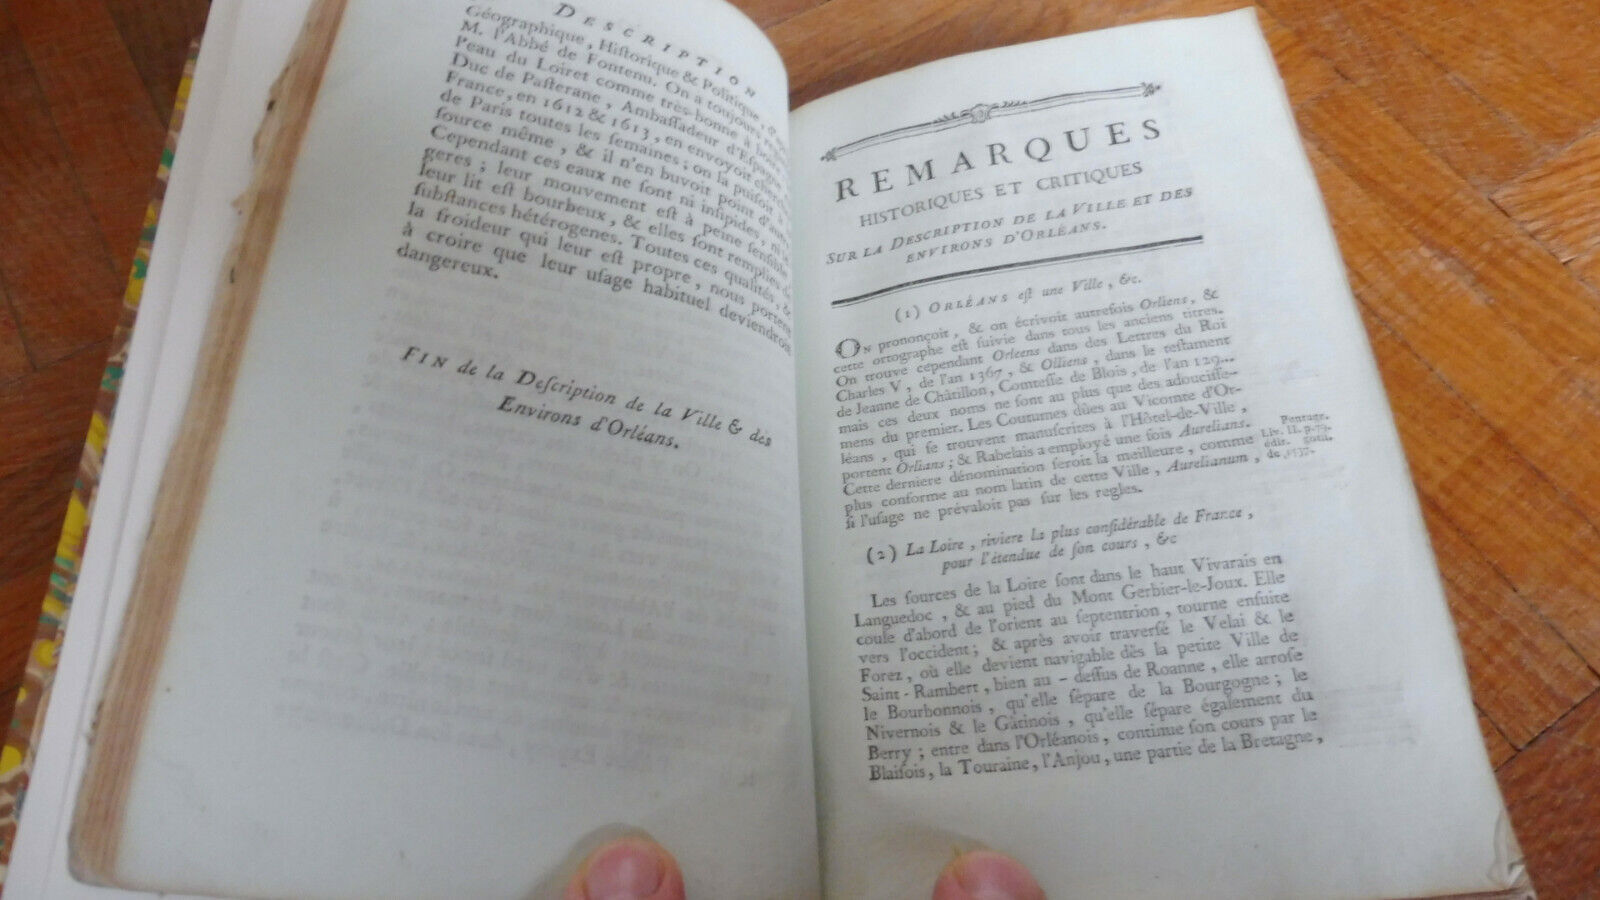 DESCRIPTION
Géographique, Hiſtorique & Politique,
M. l'Abbé de Fontenu. On a toujours
l'eau du Loiret comme très-bonne à
Duc de Paſterane, Ambaſſadeur d'Eſpagne
France, en 1612 & 1613, en envoyoit
de Paris toutes les ſemaines; on la puiſoit à
ſource même, & il n'en buvoit point
Cependant ces eaux ne ſont ni inſipides, ni
geres; leur mouvement eſt à peine ſenſible
leur lit eſt bourbeux, & elles ſont remplies de
ſubſtances hétérogenes. Toutes ces qualités, &
la froideur qui leur eſt propre, nous portent
à croire que leur uſage habituel deviendroit
dangereux.
FIN de la Deſcription de la Ville & des
Environs d'Orléans.
REMARQUES
HISTORIQUES ET CRITIQUES
SUR LA DESCRIPTION DE LA VILLE ET DES
ENVIRONS D'ORLÉANS.
(1) ORLÉANS eſt une Ville, &c.
ON prononçoit, & on écrivoit autrefois Orliens, &
cette ortographe eſt ſuivie dans tous les anciens titres.
On trouve cependant Orleens dans des Lettres du Roi
Charles V, de l'an 1367, & Olliens, dans le teſtament
de Jeanne de Châtillon, Comteſſe de Blois, de l'an 129...
mais ces deux noms ne ſont au plus que des adouciſſe-
mens du premier. Les Coutumes dûes au Vicomte d'Or-
léans, qui ſe trouvent manuſcrites à l'Hôtel-de-Ville,
portent Orlians; & Rabelais a employé une fois Aurelians.
Cette derniere dénomination ſeroit la meilleure, comme
plus conforme au nom latin de cette Ville, Aurelianum,
ſi l'uſage ne prévaloit pas ſur les regles.
Pentagr.
Liv. II. p. 79.
édit. goth.
de 1537.
(2) La Loire, riviere la plus conſidérable de France,
pour l'étendue de ſon cours, &c
Les ſources de la Loire ſont dans le haut Vivarais en
Languedoc, & au pied du Mont Gerbier-le-Joux. Elle
coule d'abord de l'orient au ſeptentrion, tourne enſuite
vers l'occident; & après avoir traverſé le Velai & le
Forez, où elle devient navigable dès la petite Ville de
Saint-Rambert, bien au-deſſus de Roanne, elle arroſe
le Bourbonnois, qu'elle ſépare de la Bourgogne; le
Nivernois & le Gâtinois, qu'elle ſépare également du
Berry; entre dans l'Orléanois, continue ſon cours par le
Blaiſois, la Touraine, l'Anjou, une partie de la Bretagne,